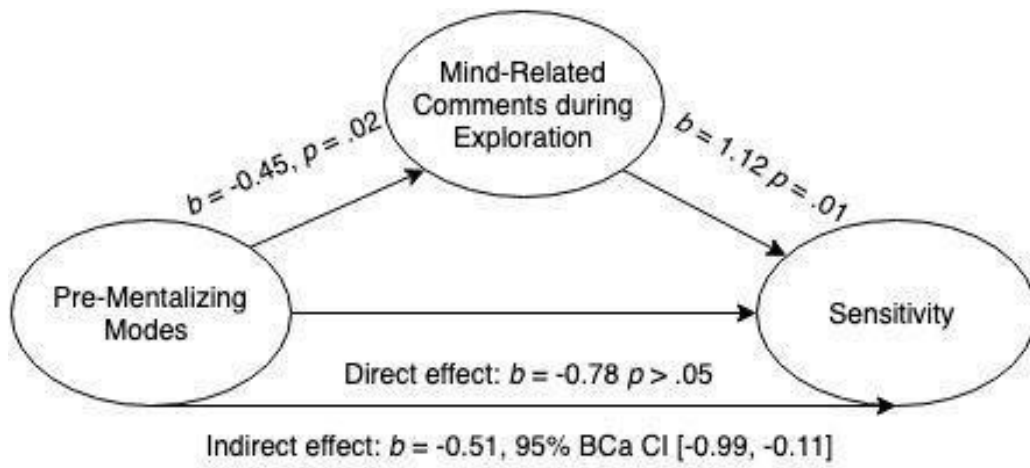 Mind-Related
Comments during
Exploration
b = -0.45, p = .02
b = 1.12 p = .01
Pre-Mentalizing
Modes
Sensitivity
Direct effect: b = -0.78 p > .05
Indirect effect: b = -0.51, 95% BCa CI [-0.99, -0.11]